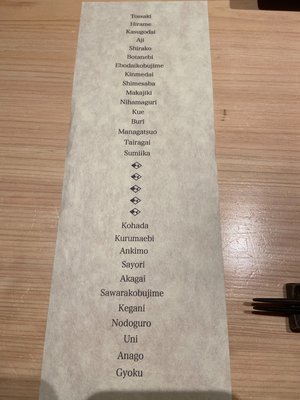 Tossaki
Hirame
Kasugodai
Aji
Shirako
Botanebi
Ebodaikobujime
Kinmedai
Shimesaba
Makajiki
Nihamaguri
Kue
Buri
Managatsuo
Tairagai
Sumiika
Kohada
Kurumaebi
Ankimo
Sayori
Akagai
Sawarakobujime
Kegani
Nodoguro
Uni
Anago
Gyoku